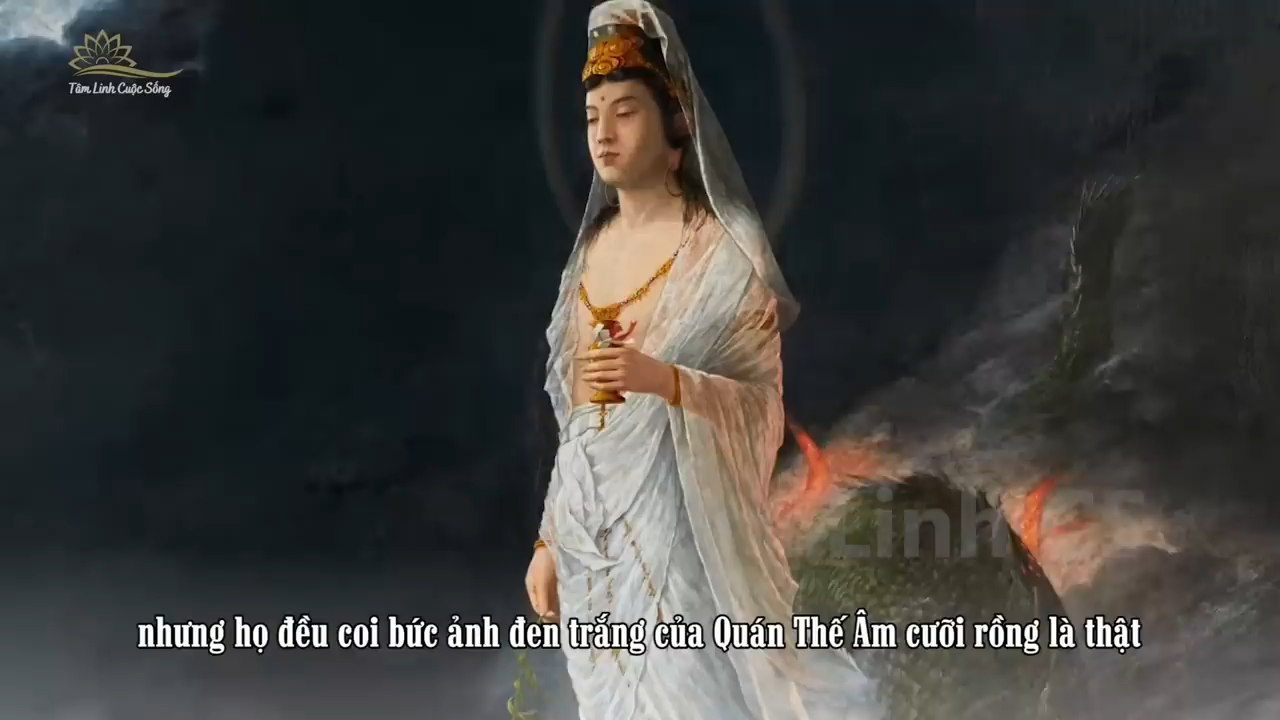 Tâm Linh Cuộc Sống
Linh
nhưng họ đều coi bức ảnh đen trắng của Quán Thế Âm cưỡi rồng là thật